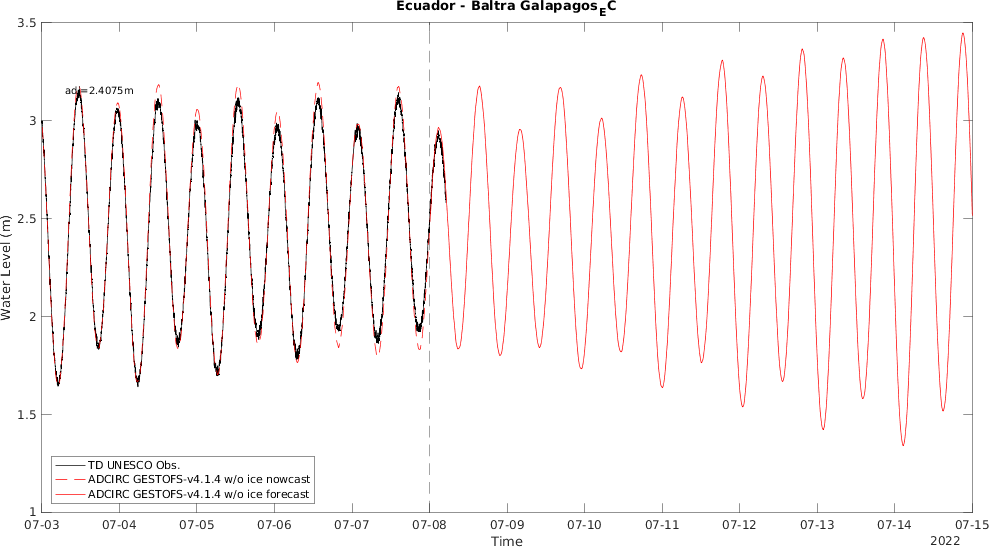 Ecuador - Baltra Galapagos_EC
3.5
adj=2.4075m
3
2.5
Water Level (m)
2
1.5
TD UNESCO Obs.
ADCIRC GESTOFS-v4.1.4 w/o ice nowcast
ADCIRC GESTOFS-v4.1.4 w/o ice forecast
1
07-03 07-04 07-05 07-06 07-07 07-08 07-09 07-10 07-11 07-12 07-13 07-14 07-15
Time
2022